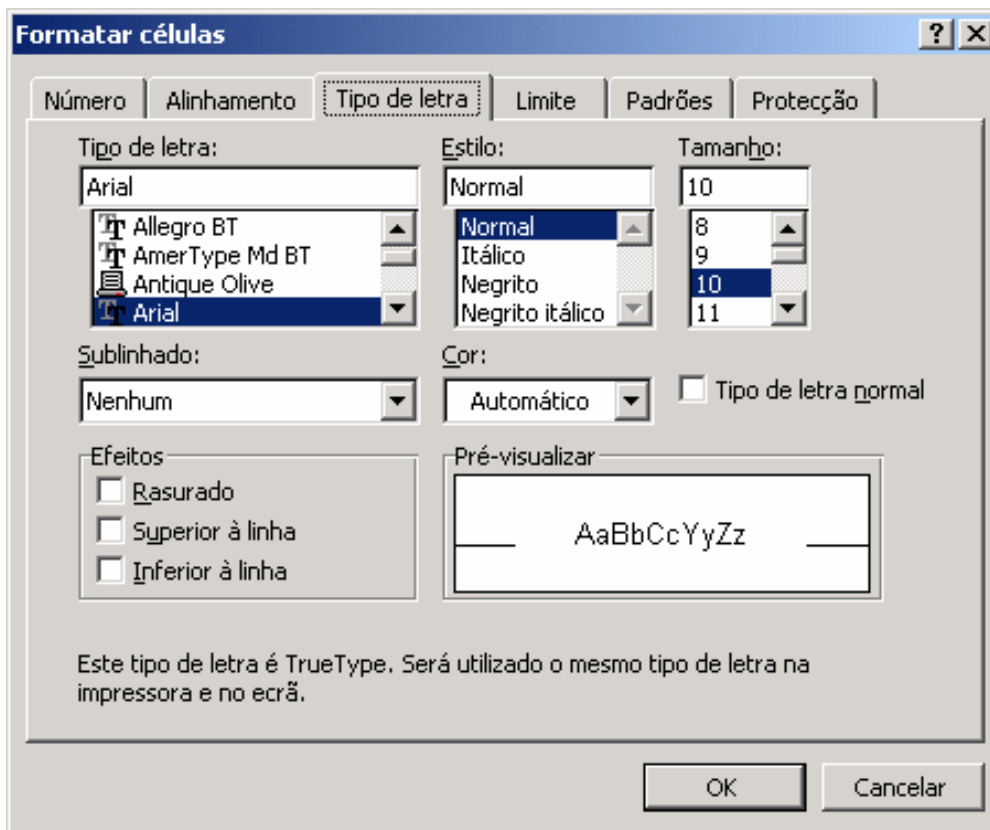 Formatar células
Número Alinhamento Tipo de letra Limite Padrões Protecção
Tipo de letra: Estilo: Tamanho:
Arial Normal 10
Allegro BT Normal 8
AmerType Md BT Itálico 9
Antique Olive Negrito 10
Arial Negrito itálico 11
Sublinhado: Cor:
Nenhum Automático Tipo de letra normal
Efeitos Pré-visualizar
Rasurado
Superior à linha AaBbCcYyZz
Inferior à linha
Este tipo de letra é TrueType. Será utilizado o mesmo tipo de letra na
impressora e no ecrã.
OK Cancelar